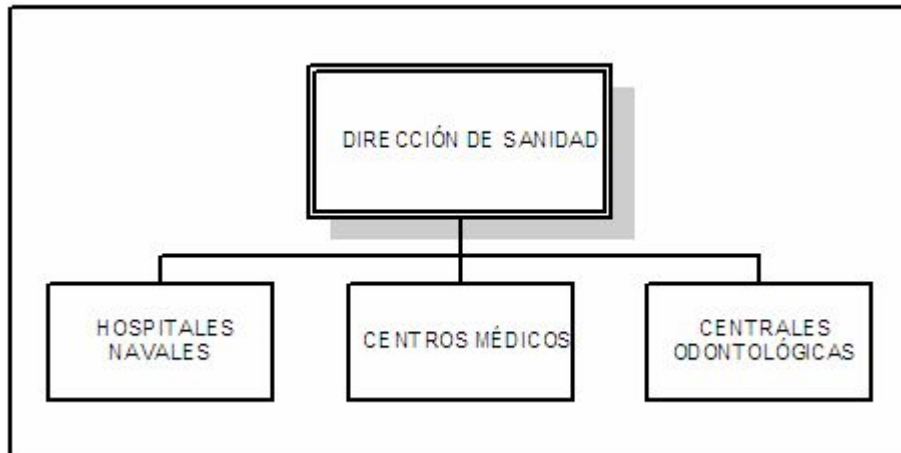 DIRECCIÓN DE SANIDAD
HOSPITALES
NAVALES
CENTROS MÉDICOS
CENTRALES
ODONTOLÓGICAS